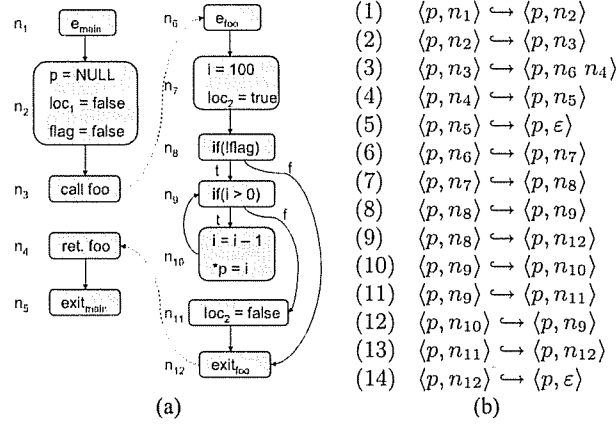 n₁ e_main
n₂ p = NULL
loc₁ = false
flag = false
n₃ call foo
n₄ ret. foo
n₅ exit_main
n₆ e_foo
n₇ i = 100
loc₂ = true
n₈ if(!flag)
t f
n₉ if(i > 0)
t f
n₁₀ i = i – 1
*p = i
n₁₁ loc₂ = false
n₁₂ exit_foo
(a)
(1) ⟨p, n₁⟩ ↪ ⟨p, n₂⟩
(2) ⟨p, n₂⟩ ↪ ⟨p, n₃⟩
(3) ⟨p, n₃⟩ ↪ ⟨p, n₆ n₄⟩
(4) ⟨p, n₄⟩ ↪ ⟨p, n₅⟩
(5) ⟨p, n₅⟩ ↪ ⟨p, ε⟩
(6) ⟨p, n₆⟩ ↪ ⟨p, n₇⟩
(7) ⟨p, n₇⟩ ↪ ⟨p, n₈⟩
(8) ⟨p, n₈⟩ ↪ ⟨p, n₉⟩
(9) ⟨p, n₈⟩ ↪ ⟨p, n₁₂⟩
(10) ⟨p, n₉⟩ ↪ ⟨p, n₁₀⟩
(11) ⟨p, n₉⟩ ↪ ⟨p, n₁₁⟩
(12) ⟨p, n₁₀⟩ ↪ ⟨p, n₉⟩
(13) ⟨p, n₁₁⟩ ↪ ⟨p, n₁₂⟩
(14) ⟨p, n₁₂⟩ ↪ ⟨p, ε⟩
(b)